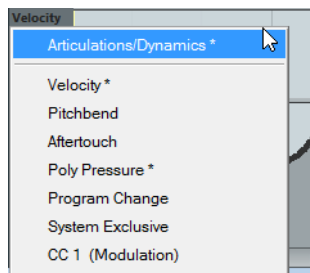 Velocity
Articulations/Dynamics *
Velocity *
Pitchbend
Aftertouch
Poly Pressure *
Program Change
System Exclusive
CC 1 (Modulation)